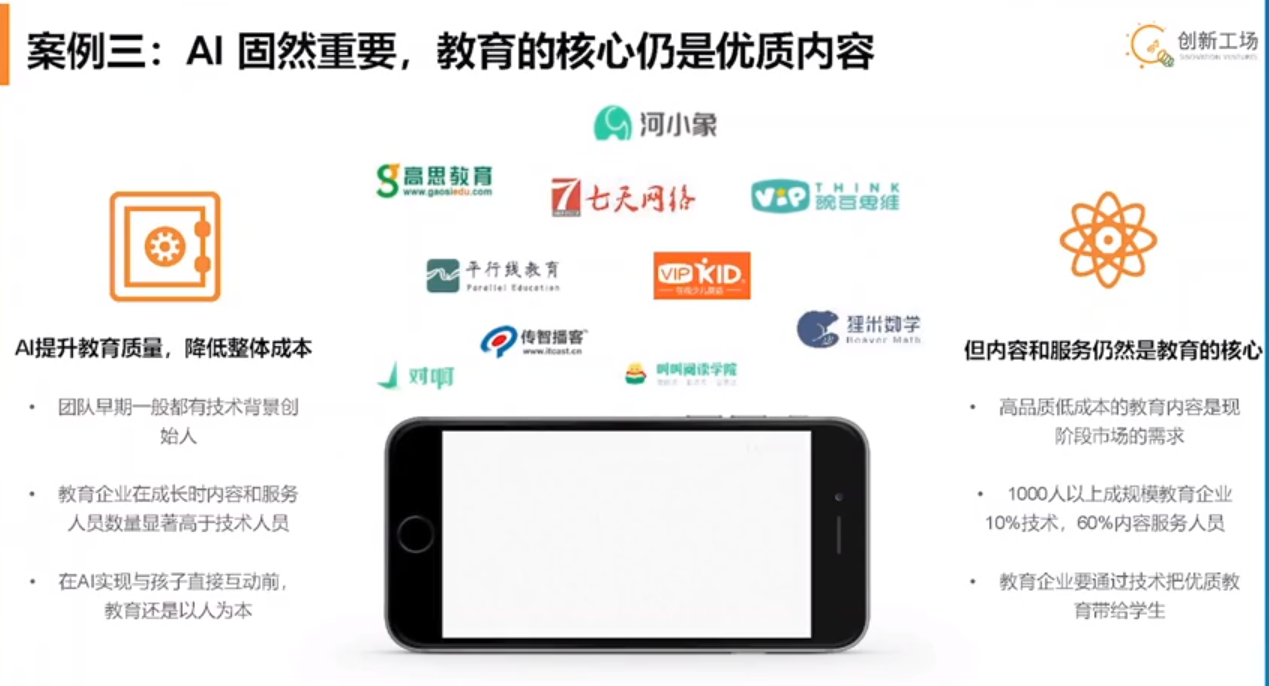 案例三：AI 固然重要，教育的核心仍是优质内容
创新工场
SINOVATION VENTURES
河小象
高思教育
www.gaosiedu.com
7 七天网络
ViP THINK
豌豆思维
平行线教育
Parallel Education
VIPKID
在线少儿英语
传智播客
www.itcast.cn
狸米数学
Beaver Math
对啊
叫叫阅读学院
AI提升教育质量，降低整体成本
• 团队早期一般都有技术背景创
始人
• 教育企业在成长时内容和服务
人员数量显著高于技术人员
• 在AI实现与孩子直接互动前，
教育还是以人为本
但内容和服务仍然是教育的核心
• 高品质低成本的教育内容是现
阶段市场的需求
• 1000人以上成规模教育企业
10%技术，60%内容服务人员
• 教育企业要通过技术把优质教
育带给学生